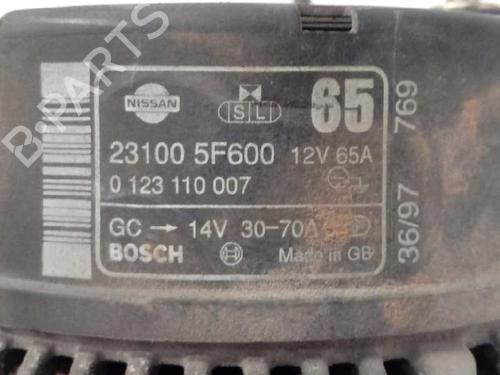 NISSAN
S L
65
23100 5F600 12V 65A
0 123 110 007
GC → 14V 30-70A
BOSCH
Made in GB
36/97 769
B-PARTS